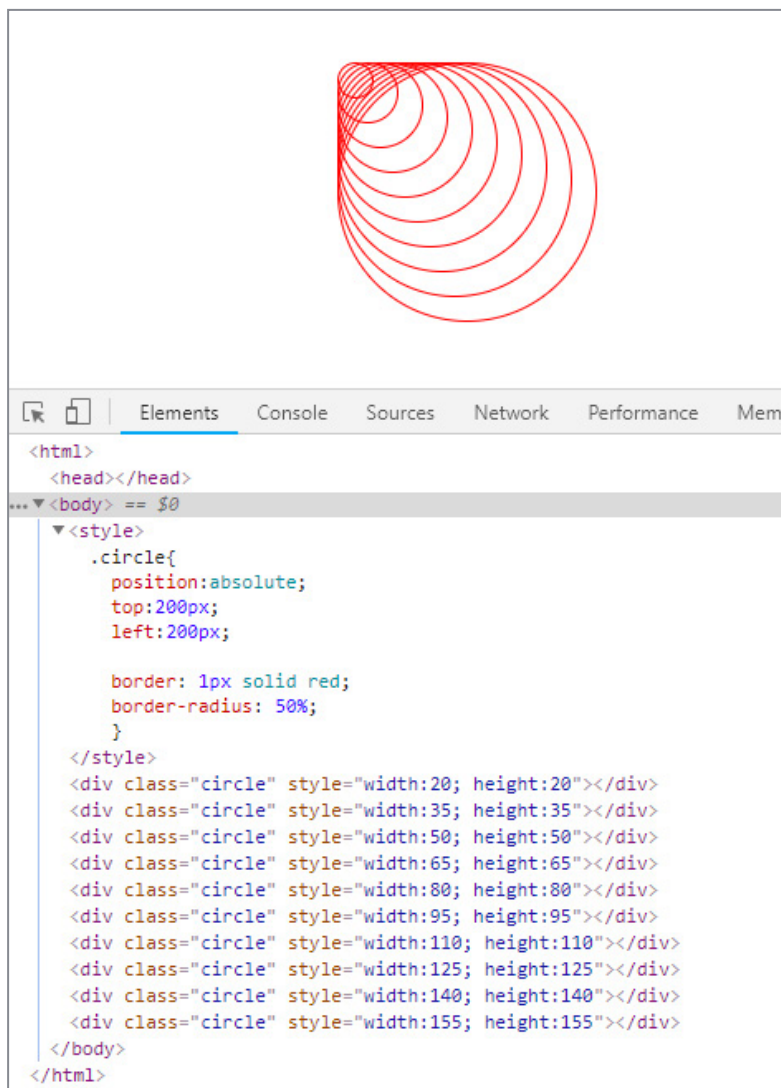 Elements Console Sources Network Performance Mem
<html>
<head></head>
... ▼<body> == $0
▼<style>
.circle{
position:absolute;
top:200px;
left:200px;
border: 1px solid red;
border-radius: 50%;
}
</style>
<div class="circle" style="width:20; height:20"></div>
<div class="circle" style="width:35; height:35"></div>
<div class="circle" style="width:50; height:50"></div>
<div class="circle" style="width:65; height:65"></div>
<div class="circle" style="width:80; height:80"></div>
<div class="circle" style="width:95; height:95"></div>
<div class="circle" style="width:110; height:110"></div>
<div class="circle" style="width:125; height:125"></div>
<div class="circle" style="width:140; height:140"></div>
<div class="circle" style="width:155; height:155"></div>
</body>
</html>